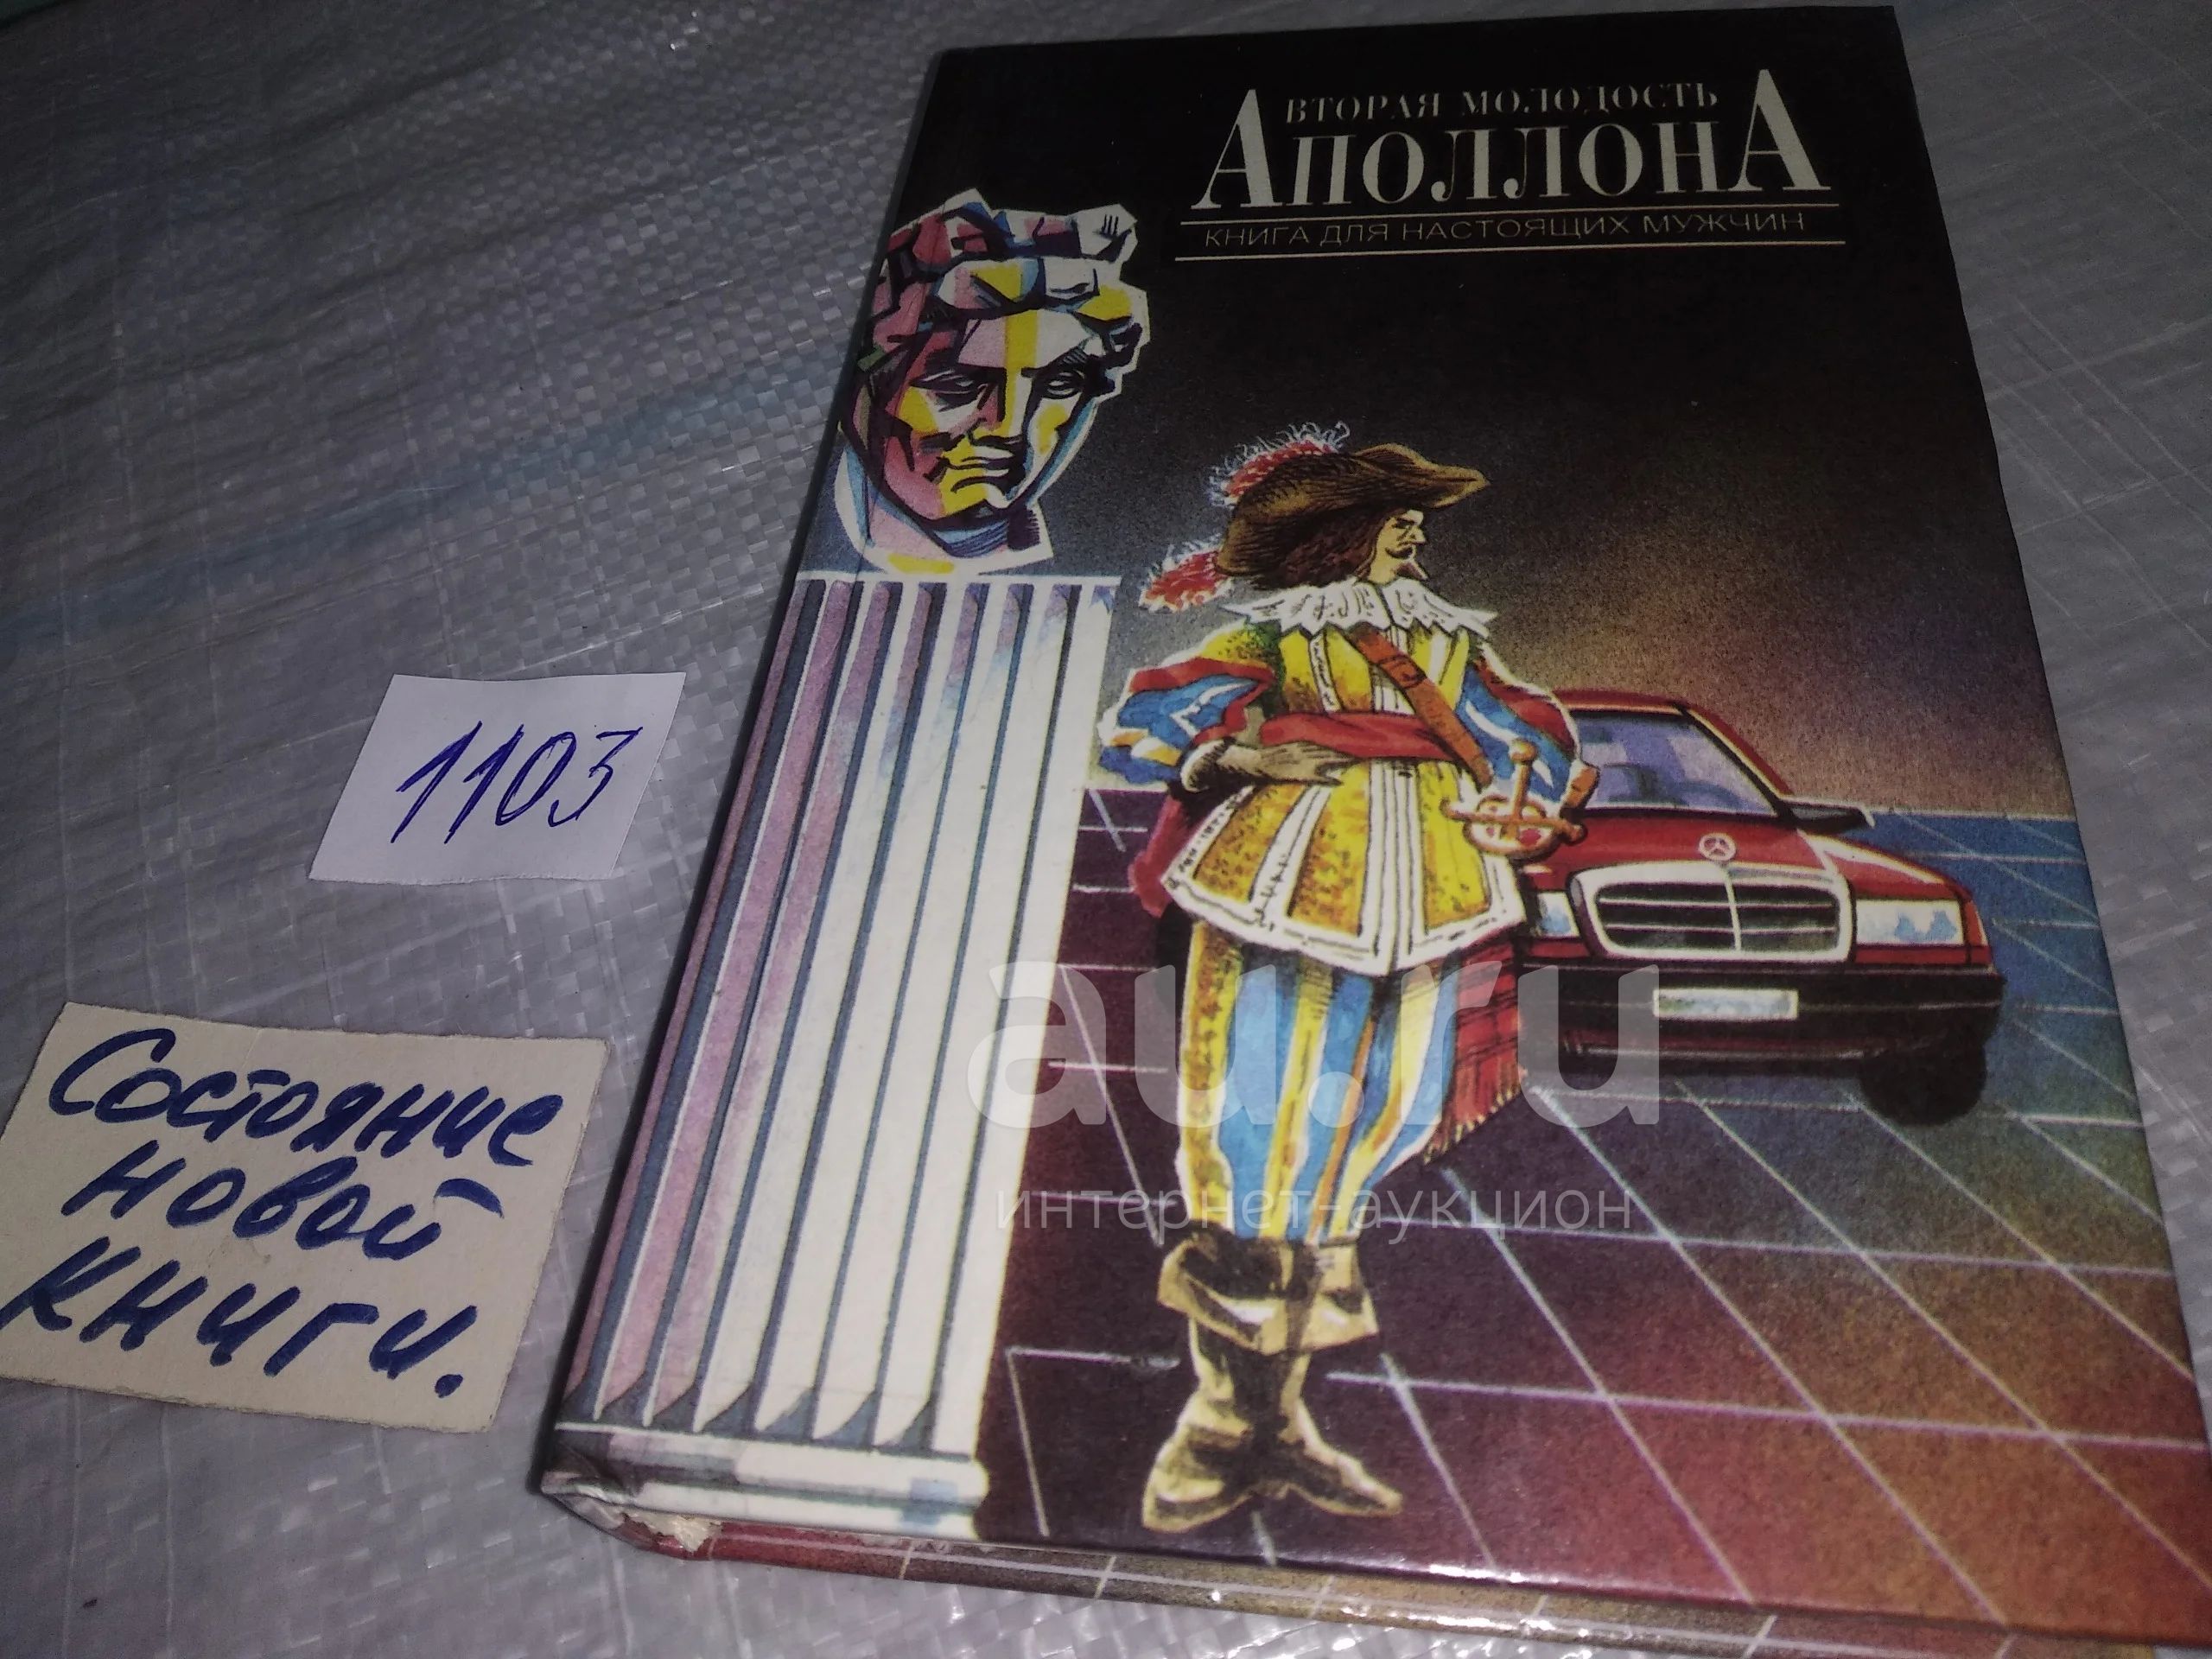 ВТОРАЯ МОЛОДОСТЬ
АПОЛЛОНА
КНИГА ДЛЯ НАСТОЯЩИХ МУЖЧИН
1103
Состояние
новой
книги.
au.ru
интернет-аукцион